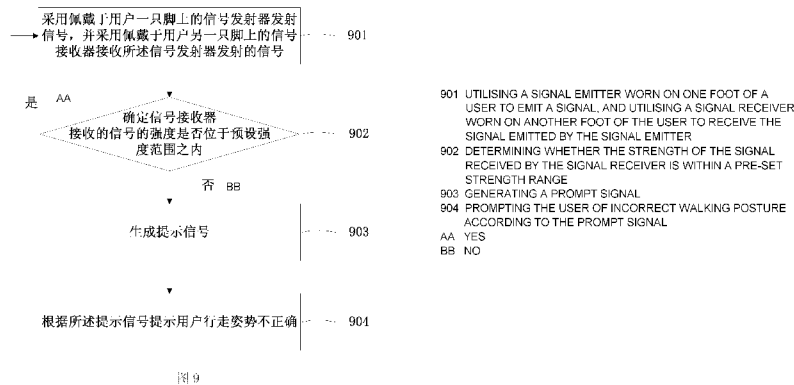 采用佩戴于用户一只脚上的信号发射器发射
信号，并采用佩戴于用户另一只脚上的信号
接收器接收所述信号发射器发射的信号
901
是 AA
确定信号接收器
接收的信号的强度是否位于预设强
度范围之内
902
否 BB
生成提示信号
903
根据所述提示信号提示用户行走姿势不正确
904
图9
901 UTILISING A SIGNAL EMITTER WORN ON ONE FOOT OF A
USER TO EMIT A SIGNAL, AND UTILISING A SIGNAL RECEIVER
WORN ON ANOTHER FOOT OF THE USER TO RECEIVE THE
SIGNAL EMITTED BY THE SIGNAL EMITTER
902 DETERMINING WHETHER THE STRENGTH OF THE SIGNAL
RECEIVED BY THE SIGNAL RECEIVER IS WITHIN A PRE-SET
STRENGTH RANGE
903 GENERATING A PROMPT SIGNAL
904 PROMPTING THE USER OF INCORRECT WALKING POSTURE
ACCORDING TO THE PROMPT SIGNAL
AA YES
BB NO